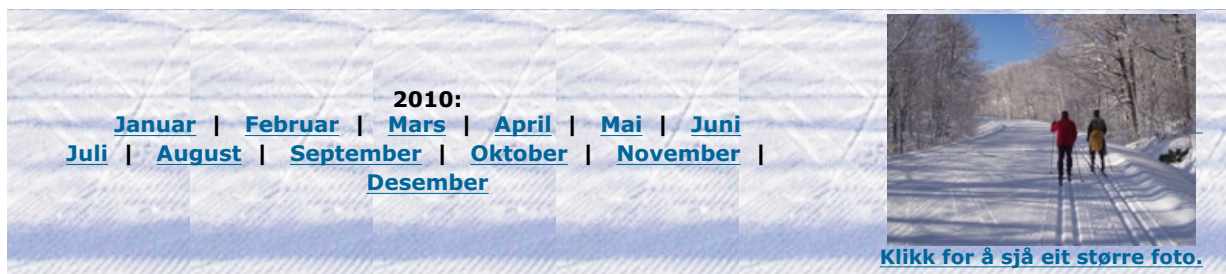 2010:
Januar | Februar | Mars | April | Mai | Juni
Juli | August | September | Oktober | November |
Desember
Klikk for å sjå eit større foto.